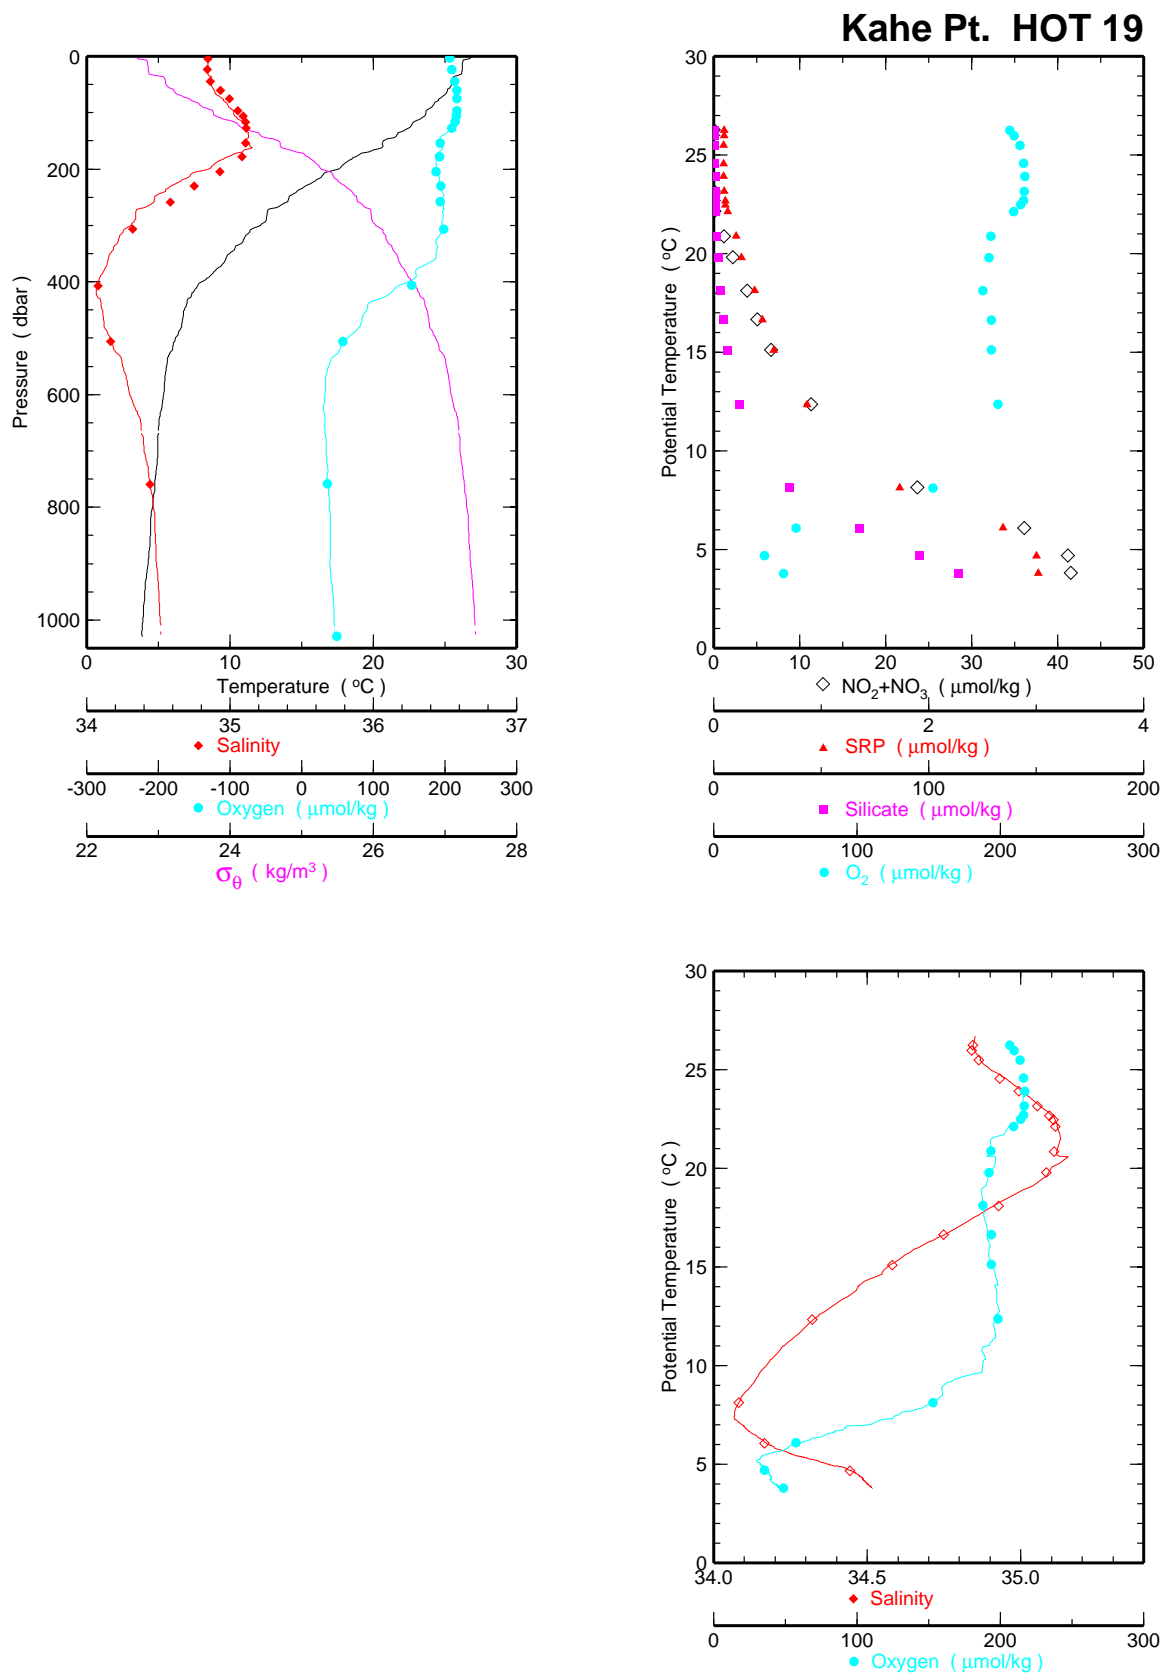 Kahe Pt. HOT 19
0
200
400
600
800
1000
Pressure ( dbar )
0 10 20 30
Temperature ( °C )
34 35 36 37
Salinity
-300 -200 -100 0 100 200 300
Oxygen ( μmol/kg )
22 24 26 28
σθ ( kg/m³ )
30
25
20
15
10
5
0
Potential Temperature ( °C )
0 10 20 30 40 50
NO₂+NO₃ ( μmol/kg )
0 2 4
SRP ( μmol/kg )
0 100 200
Silicate ( μmol/kg )
0 100 200 300
O₂ ( μmol/kg )
30
25
20
15
10
5
0
Potential Temperature ( °C )
34.0 34.5 35.0
Salinity
0 100 200 300
Oxygen ( μmol/kg )